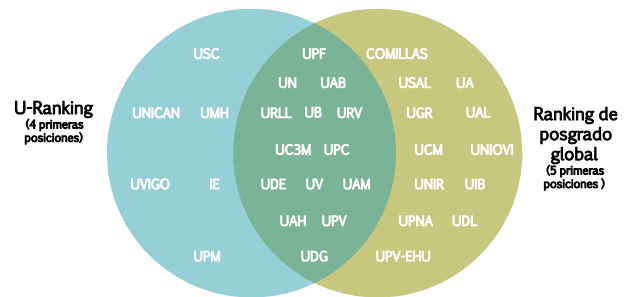 USC UPF COMILLAS
UN UAB USAL UA
U-Ranking
(4 primeras
posiciones)
UNICAN UMH URLL UB URV UGR UAL
Ranking de
posgrado
global
(5 primeras
posiciones )
UC3M UPC UCM UNIOVI
UVIGO IE UDE UV UAM UNIR UIB
UAH UPV UPNA UDL
UPM UDG UPV-EHU